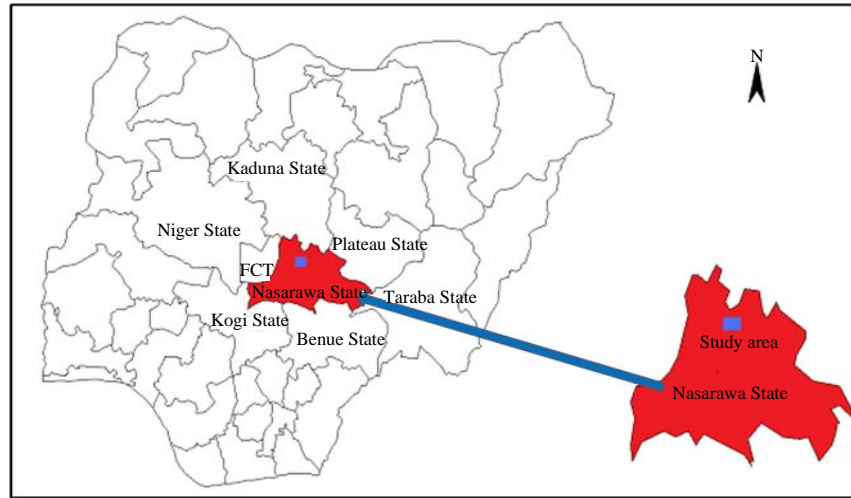 N
Kaduna State
Niger State
Plateau State
FCT
Nasarawa State
Taraba State
Kogi State
Benue State
Study area
Nasarawa State